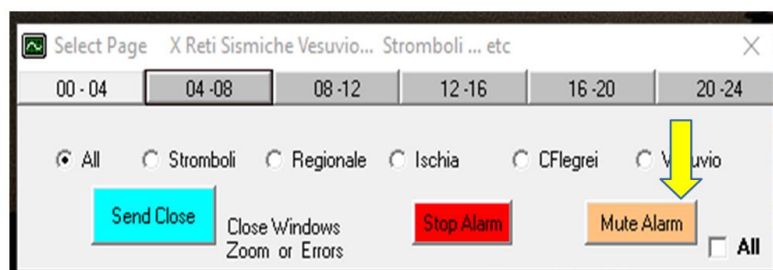 Select Page X Reti Sismiche Vesuvio... Stromboli ... etc
00 - 04 04 -08 08 -12 12 -16 16 -20 20 -24
All Stromboli Regionale Ischia CFlegrei
Send Close Stop Alarm Mute Alarm
Close Windows
Zoom or Errors
All